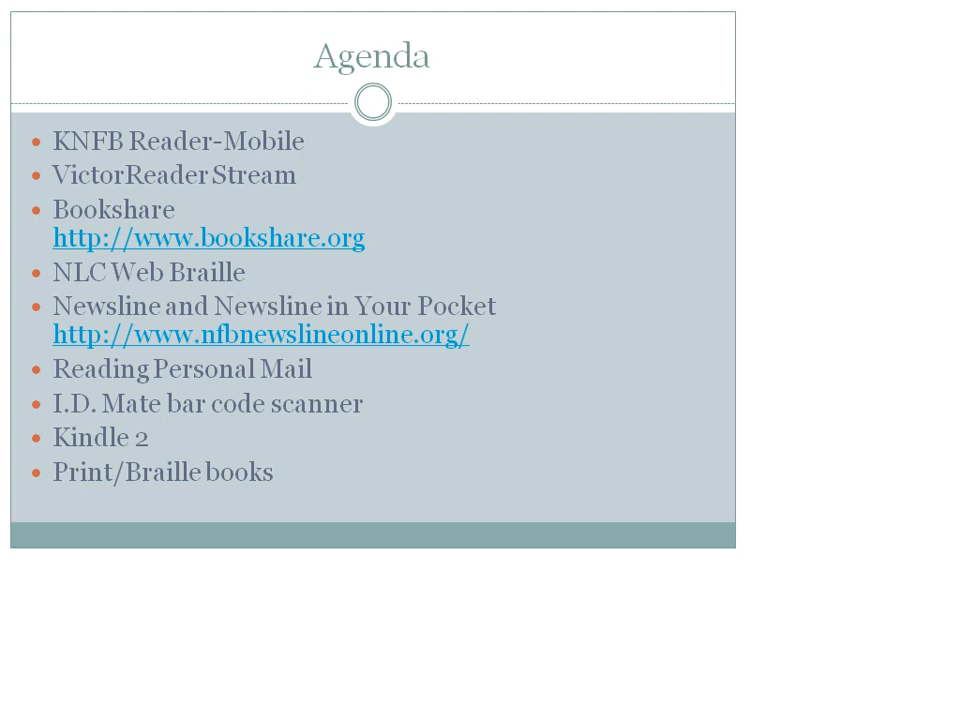 Agenda
• KNFB Reader-Mobile
• VictorReader Stream
• Bookshare
http://www.bookshare.org
• NLC Web Braille
• Newsline and Newsline in Your Pocket
http://www.nfbnewslineonline.org/
• Reading Personal Mail
• I.D. Mate bar code scanner
• Kindle 2
• Print/Braille books